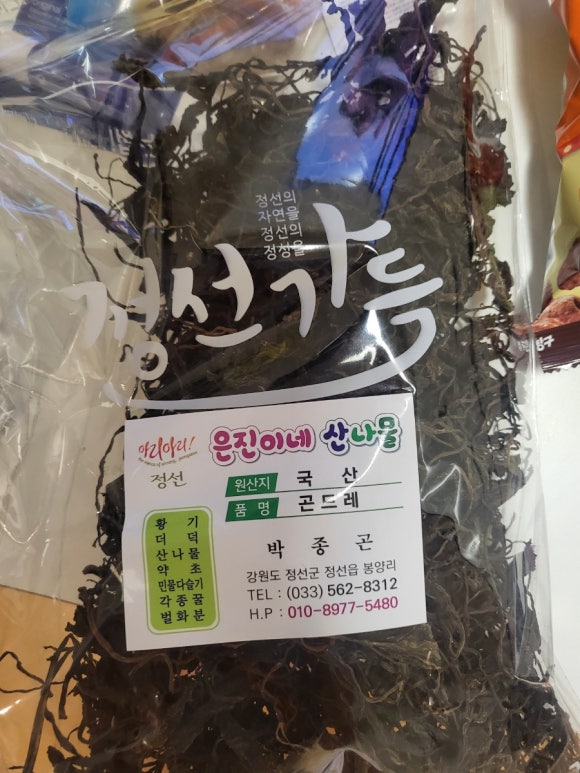 정선의
자연을
정선의
정성을
정선가득
아리아리!
정선
은진이네 산나물
원산지 국 산
품 명 곤드레
황 기
더 덕
산나물
약 초
민물다슬기
각종꿀
벌화분
박 종 곤
강원도 정선군 정선읍 봉양리
TEL : (033) 562-8312
H.P : 010-8977-5480